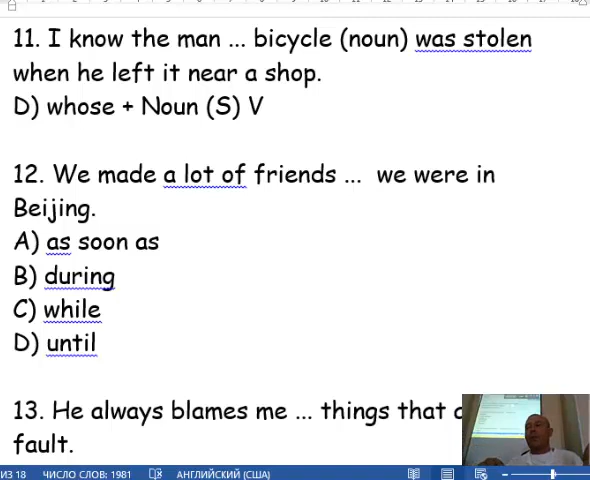 11. I know the man ... bicycle (noun) was stolen
when he left it near a shop.
D) whose + Noun (S) V
12. We made a lot of friends ... we were in
Beijing.
A) as soon as
B) during
C) while
D) until
13. He always blames me ... things that
fault.
ИЗ 18 ЧИСЛО СЛОВ: 1981 АНГЛИЙСКИЙ (США)